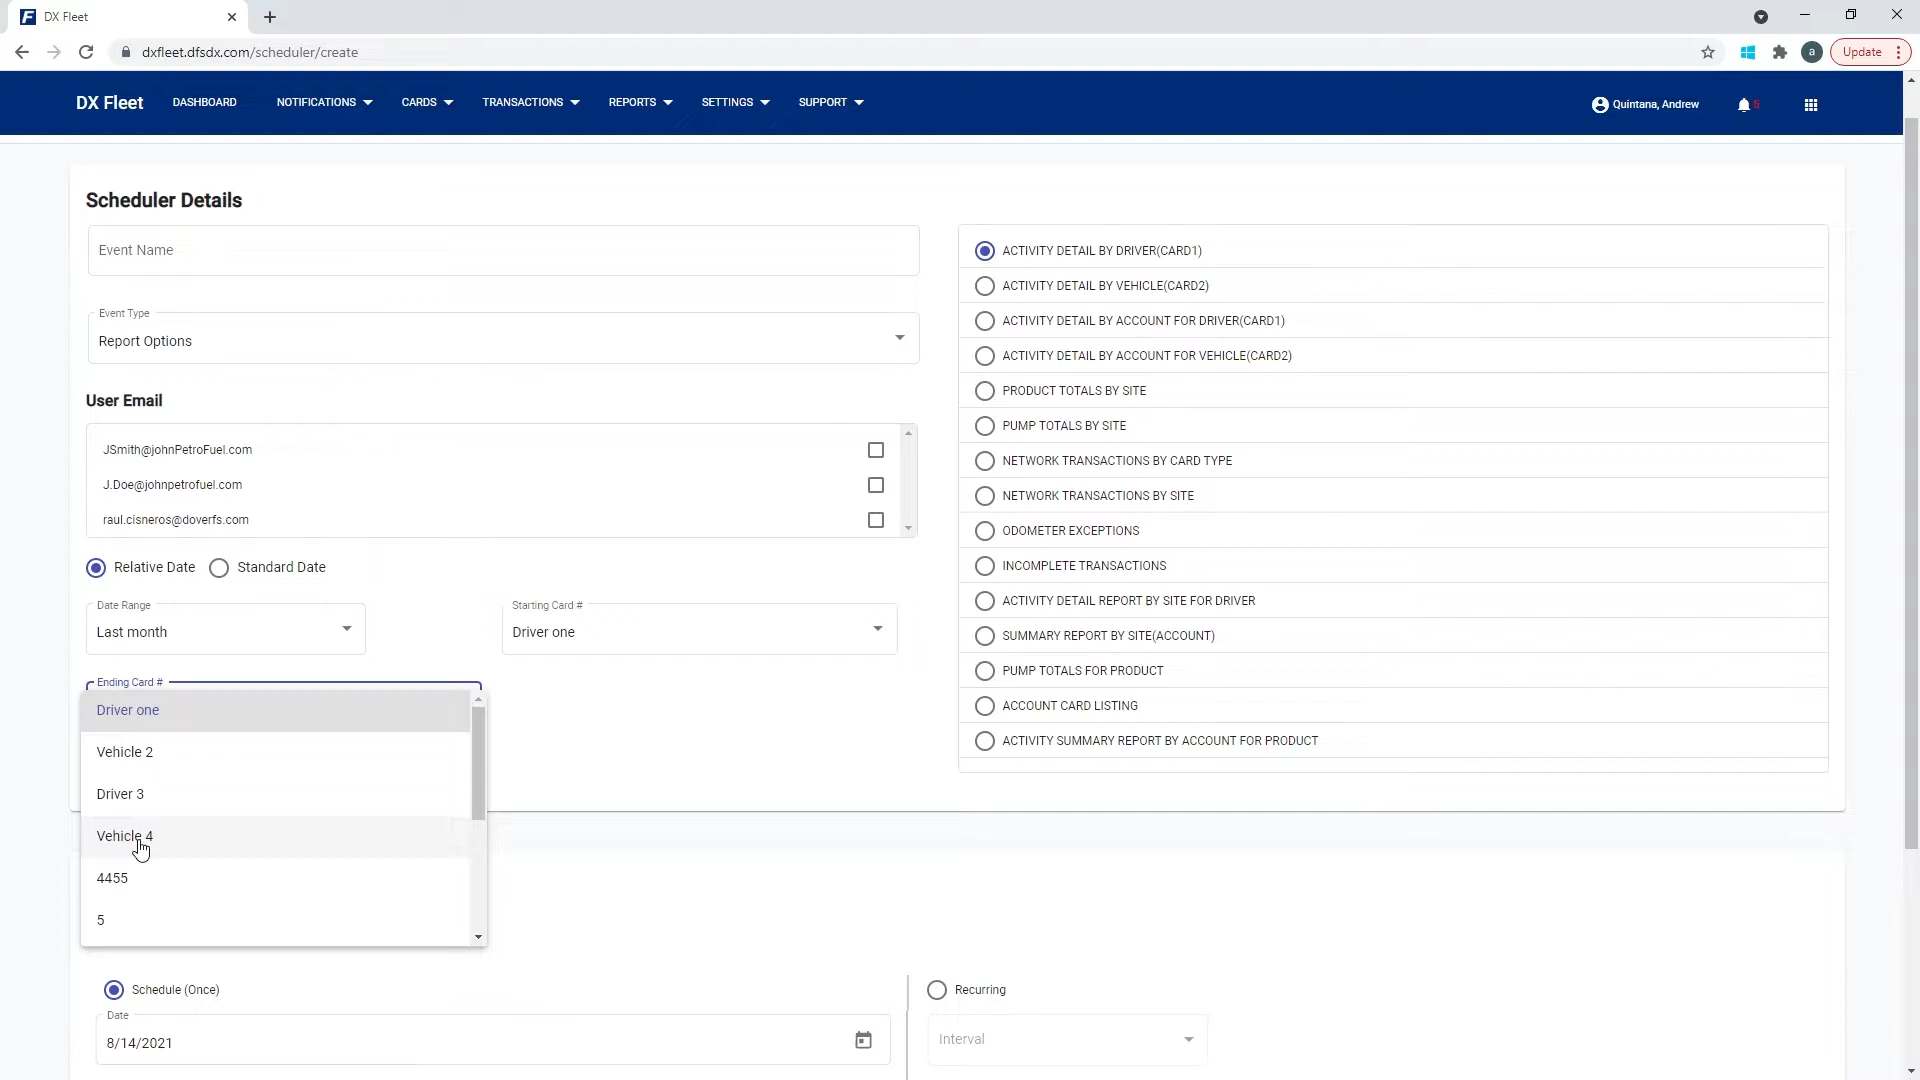 DX Fleet
dxfleet.dfsdx.com/scheduler/create
a
Update
DX Fleet
DASHBOARD
NOTIFICATIONS
CARDS
TRANSACTIONS
REPORTS
SETTINGS
SUPPORT
Quintana, Andrew
5
Scheduler Details
Event Name
Event Type
Report Options
User Email
JSmith@johnPetroFuel.com
J.Doe@johnpetrofuel.com
raul.cisneros@doverfs.com
Relative Date
Standard Date
Date Range
Last month
Starting Card #
Driver one
Ending Card #
Driver one
Vehicle 2
Driver 3
Vehicle 4
4455
5
ACTIVITY DETAIL BY DRIVER(CARD1)
ACTIVITY DETAIL BY VEHICLE(CARD2)
ACTIVITY DETAIL BY ACCOUNT FOR DRIVER(CARD1)
ACTIVITY DETAIL BY ACCOUNT FOR VEHICLE(CARD2)
PRODUCT TOTALS BY SITE
PUMP TOTALS BY SITE
NETWORK TRANSACTIONS BY CARD TYPE
NETWORK TRANSACTIONS BY SITE
ODOMETER EXCEPTIONS
INCOMPLETE TRANSACTIONS
ACTIVITY DETAIL REPORT BY SITE FOR DRIVER
SUMMARY REPORT BY SITE(ACCOUNT)
PUMP TOTALS FOR PRODUCT
ACCOUNT CARD LISTING
ACTIVITY SUMMARY REPORT BY ACCOUNT FOR PRODUCT
Schedule (Once)
Date
8/14/2021
Recurring
Interval